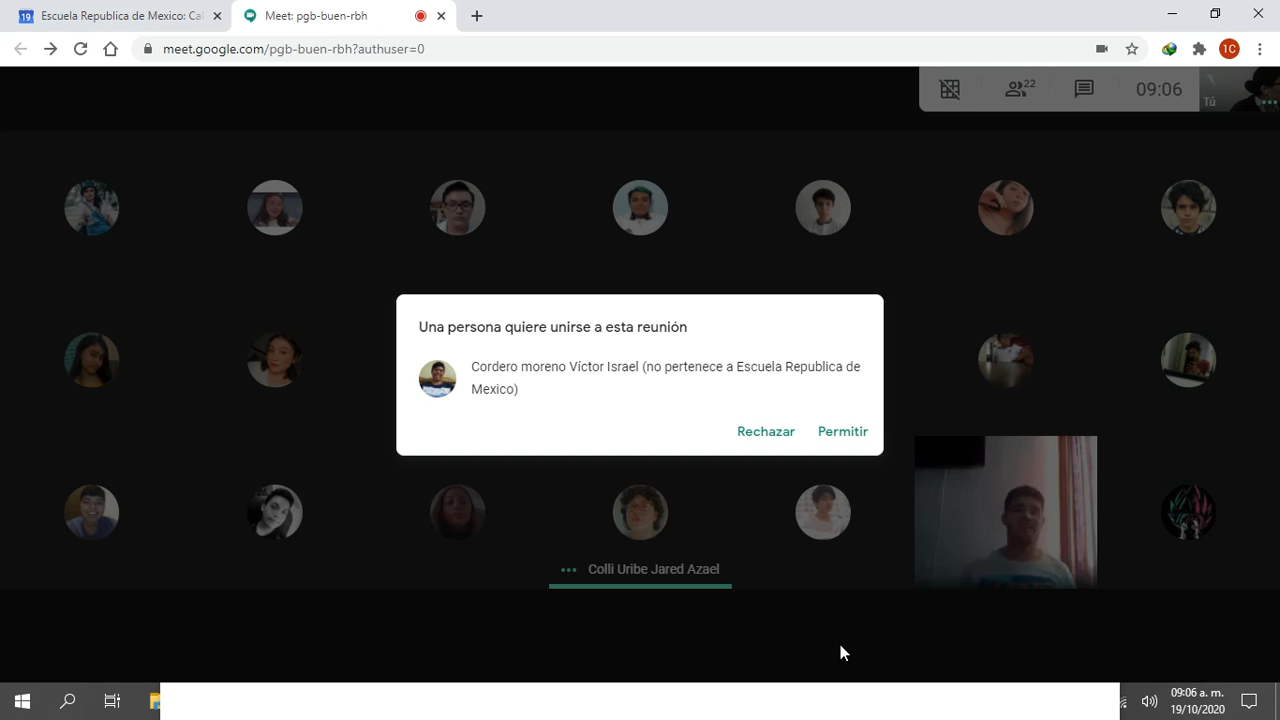 19
Escuela Republica de Mexico: Cal
Meet: pgb-buen-rbh
meet.google.com/pgb-buen-rbh?authuser=0
1C
22
09:06
Tú
Una persona quiere unirse a esta reunión
Cordero moreno Víctor Israel (no pertenece a Escuela Republica de
Mexico)
Rechazar
Permitir
Colli Uribe Jared Azael
09:06 a. m.
19/10/2020